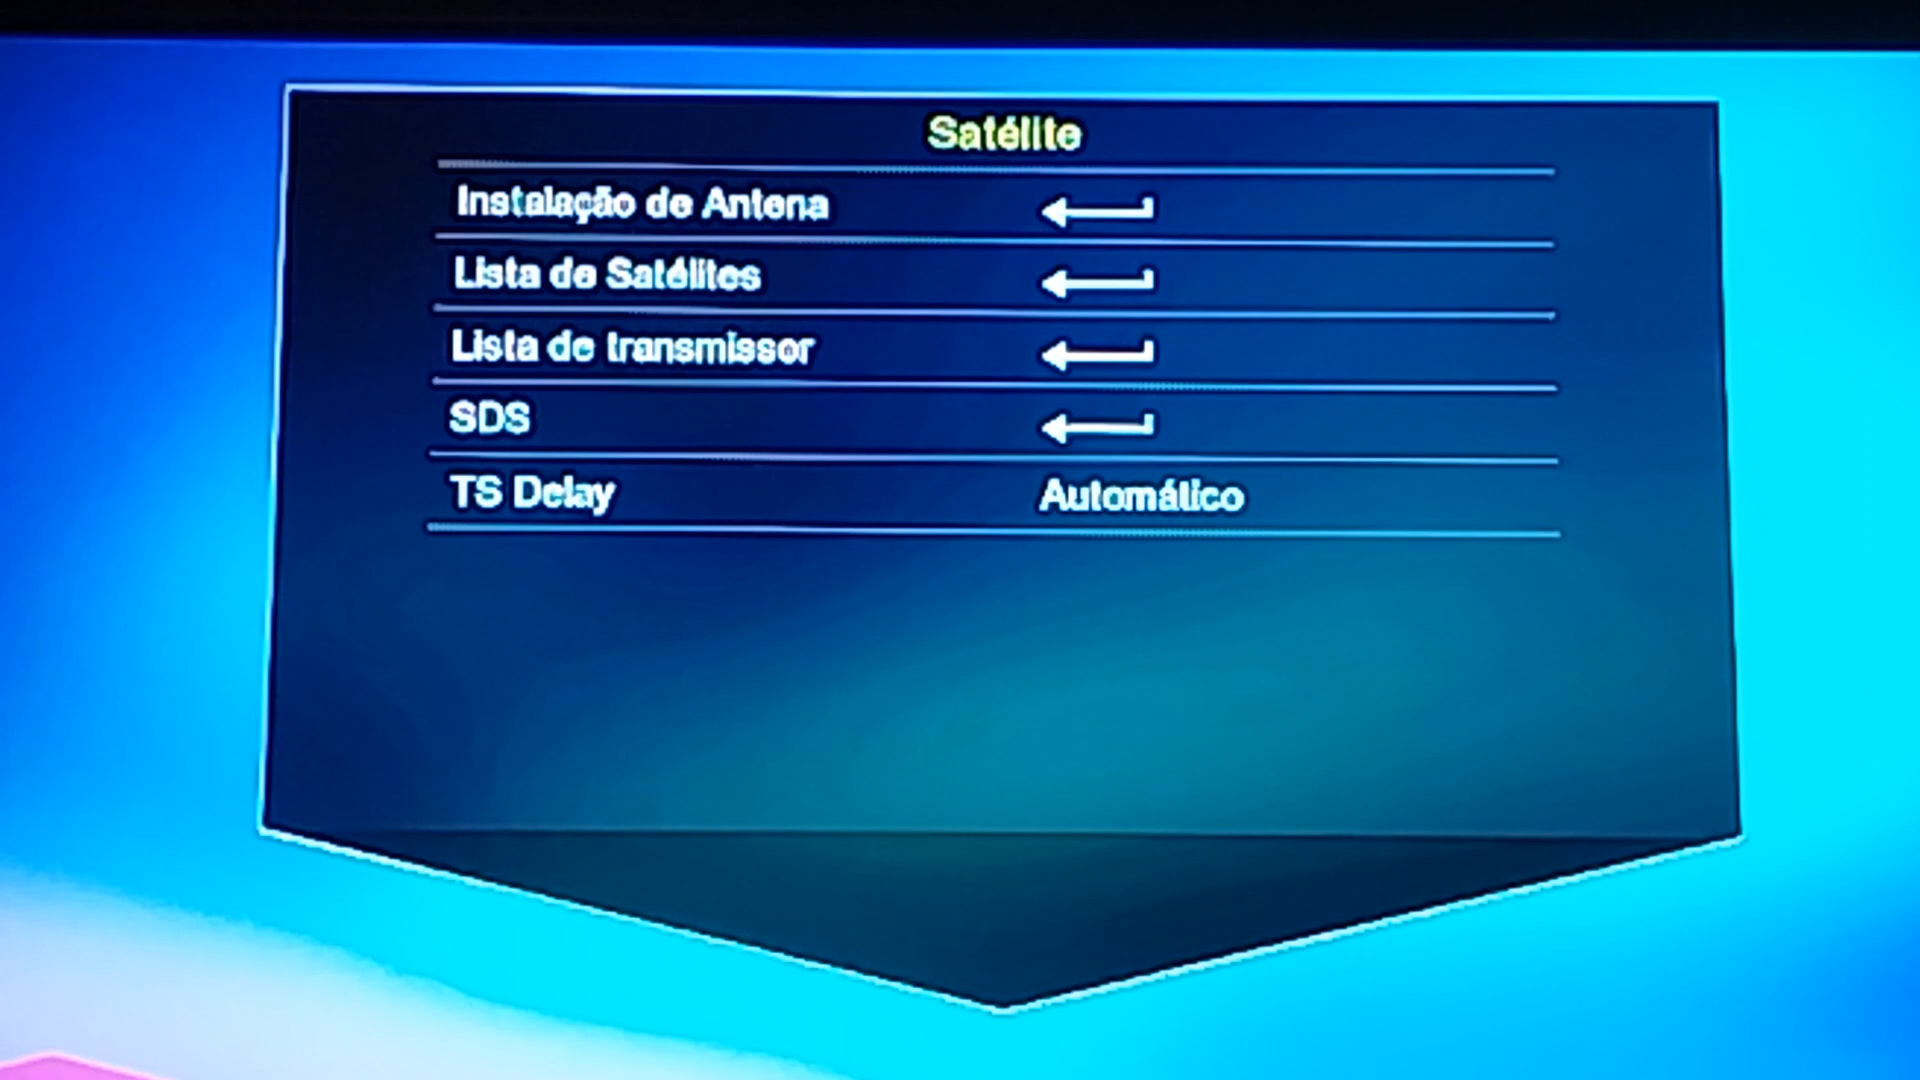 Satélite
Instalação de Antena
Lista de Satélites
Lista de transmissor
SDS
TS Delay Automático